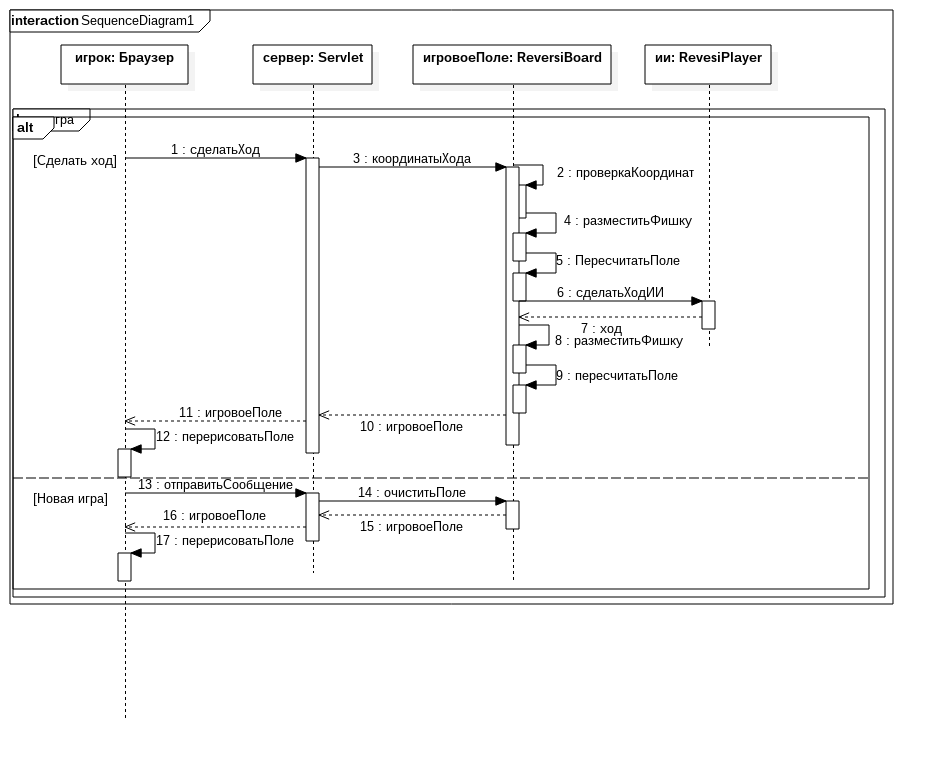 interaction SequenceDiagram1
игрок: Браузер
сервер: Servlet
игровоеПоле: ReversiBoard
ии: RevesiPlayer
alt
гра
[Сделать ход]
1 : сделатьХод
3 : координатыХода
2 : проверкаКоординат
4 : разместитьФишку
5 : ПересчитатьПоле
6 : сделатьХодИИ
7 : ход
8 : разместитьФишку
9 : пересчитатьПоле
10 : игровоеПоле
11 : игровоеПоле
12 : перерисоватьПоле
[Новая игра]
13 : отправитьСообщение
14 : очиститьПоле
15 : игровоеПоле
16 : игровоеПоле
17 : перерисоватьПоле